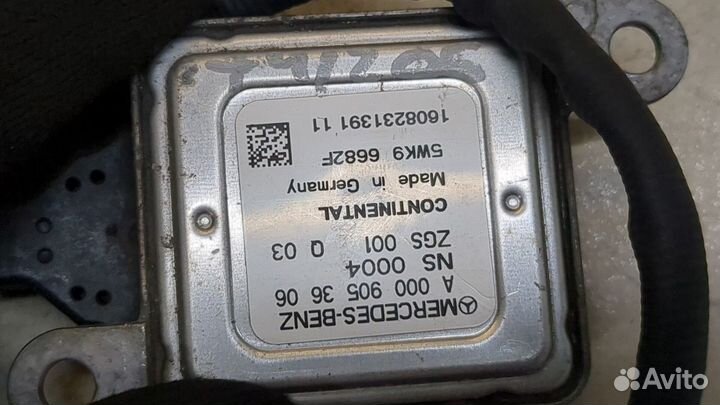 MERCEDES-BENZ
A 000 905 36 06
NS 0004
ZGS 001 Q 03
CONTINENTAL
Made in Germany
5WK9 6682F
1608231391 11
Avito